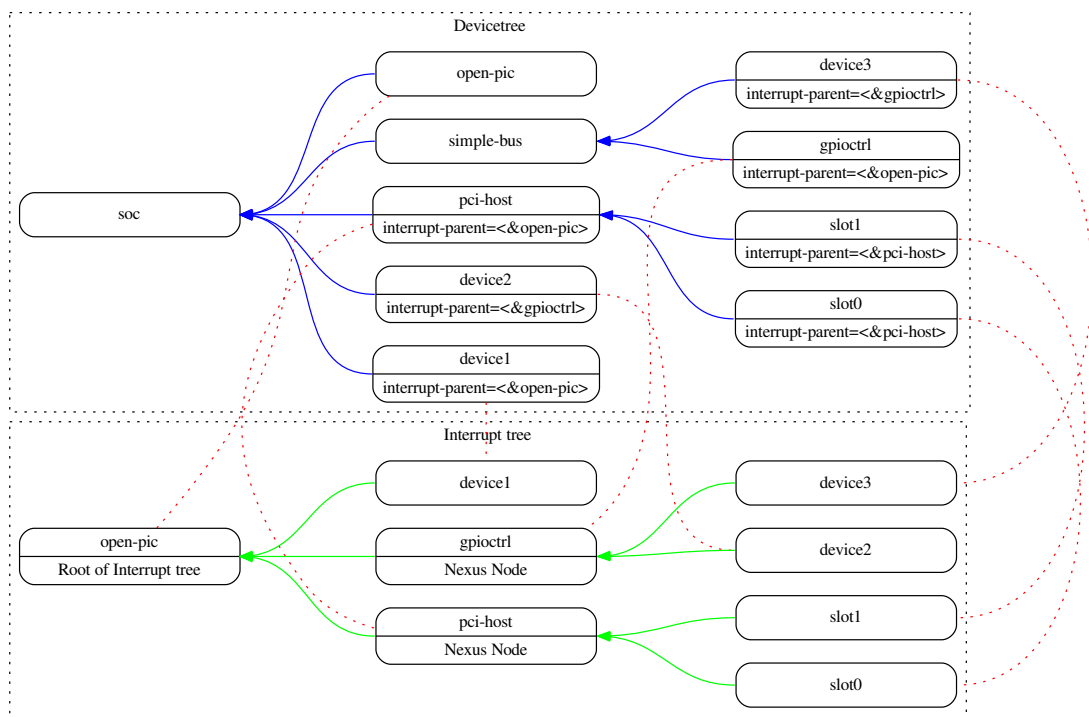 Devicetree
soc
open-pic
simple-bus
pci-host
interrupt-parent=<&open-pic>
device2
interrupt-parent=<&gpioctrl>
device1
interrupt-parent=<&open-pic>
device3
interrupt-parent=<&gpioctrl>
gpioctrl
interrupt-parent=<&open-pic>
slot1
interrupt-parent=<&pci-host>
slot0
interrupt-parent=<&pci-host>
Interrupt tree
open-pic
Root of Interrupt tree
device1
gpioctrl
Nexus Node
pci-host
Nexus Node
device3
device2
slot1
slot0